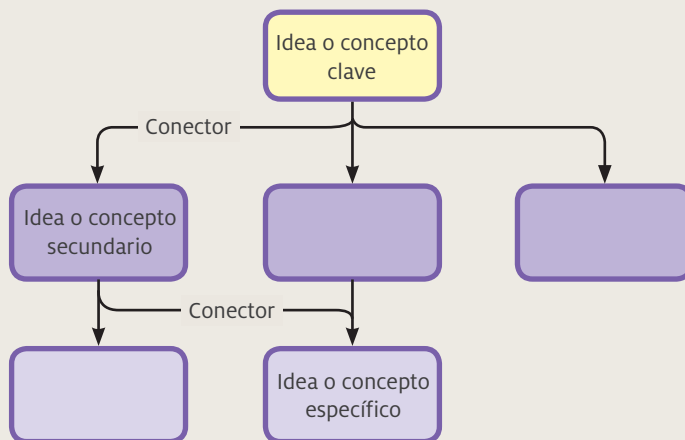 Idea o concepto
clave
Conector
Idea o concepto
secundario
Conector
Idea o concepto
específico